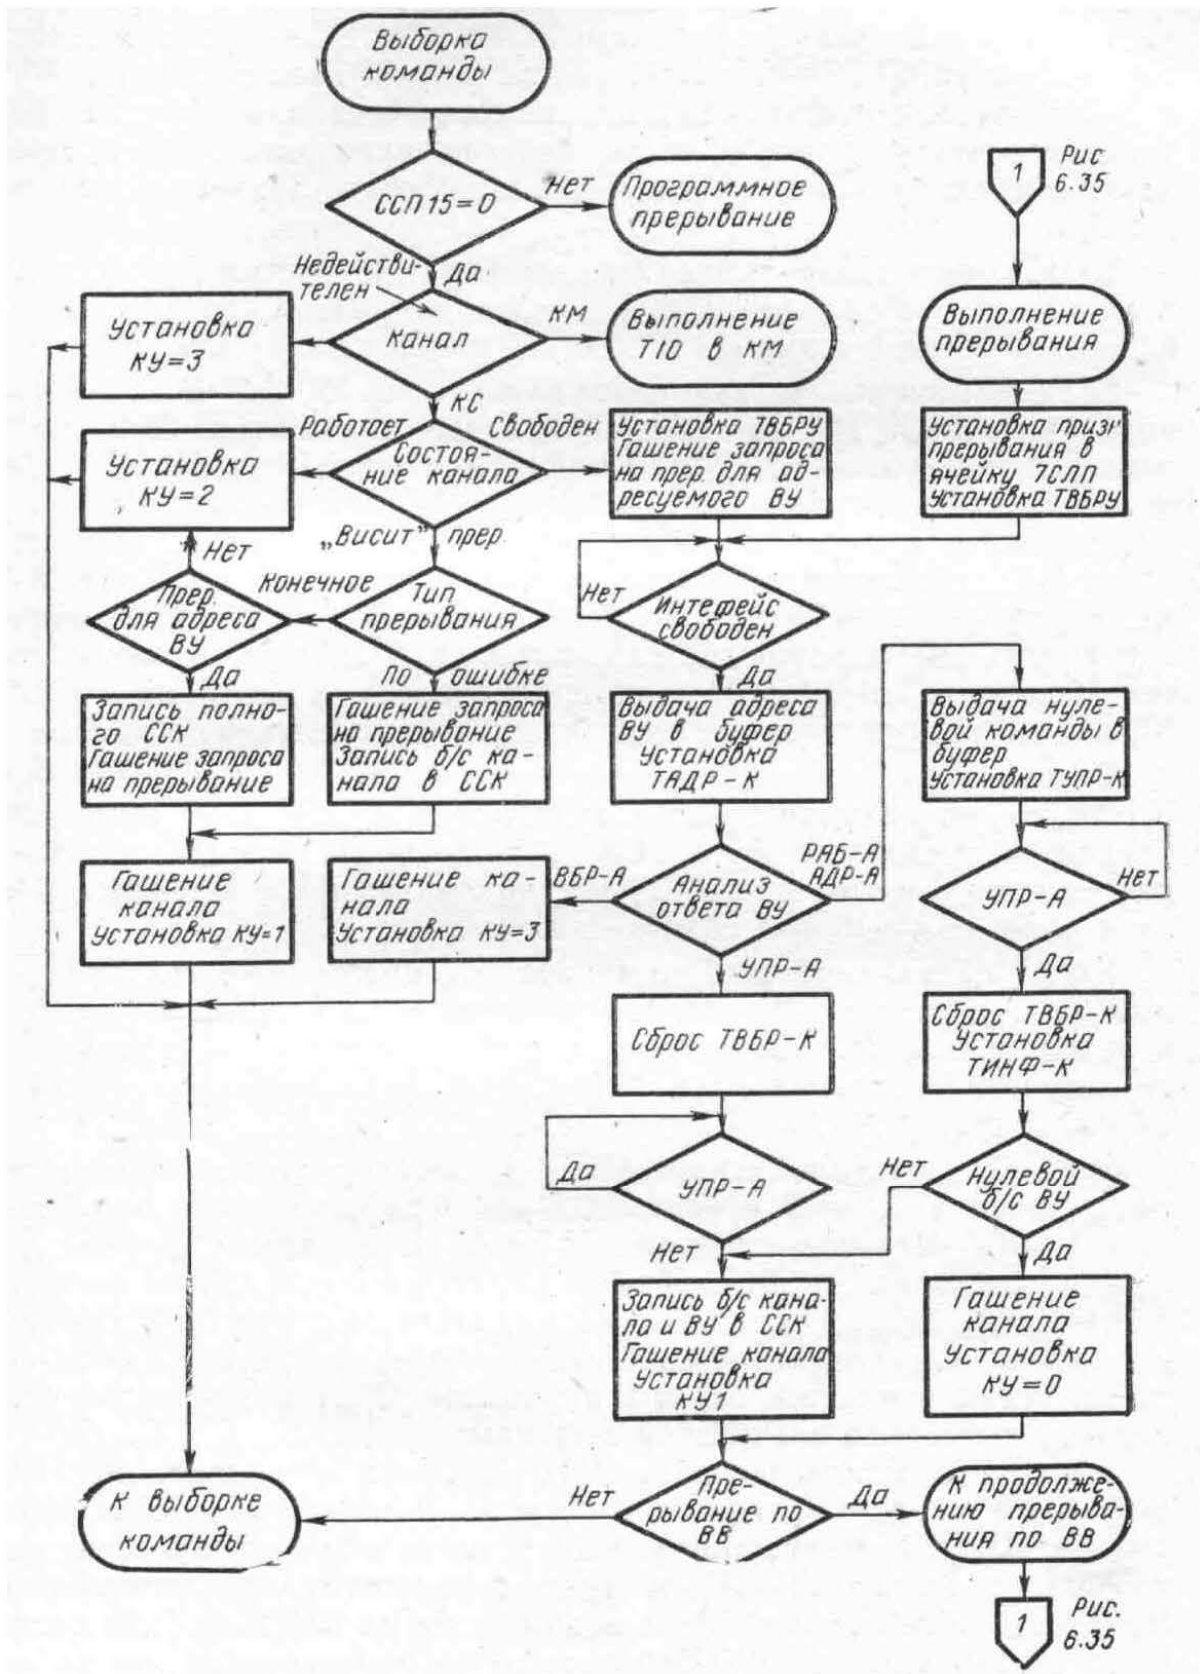 Выборка
команды
ССП15=0
Нет
Программное
прерывание
1
Рис
6.35
Недействи-
телен
Да
Канал
КМ
Выполнение
TIO в КМ
Выполнение
прерывания
Установка
КУ=3
КС
Работает
Свободен
Состоя-
ние канала
Установка
КУ=2
Установка ТВБРУ
Гашение запроса
на прер. для ад-
ресуемого ВУ
Установка призн
прерывания в
ячейку 7СЛП
Установка ТВБРУ
„Висит” прер.
Нет
Конечное
Прер.
для адреса
ВУ
Тип
прерывания
Нет
Интефейс
свободен
Да
По ошибке
Да
Запись полно-
го ССК
Гашение запроса
на прерывание
Гашение запроса
на прерывание
Запись б/с ка-
нала в ССК
Выдача адреса
ВУ в буфер
Установка
ТАДР-К
Выдача нуле-
вой команды в
буфер
Установка ТУПР-К
Гашение
канала
Установка КУ=1
Гашение ка-
нала
Установка КУ=3
ВБР-А
Анализ
ответа ВУ
РАБ-А
АДР-А
УПР-А
Нет
УПР-А
Да
Сброс ТВБР-К
Сброс ТВБР-К
Установка
ТИНФ-К
Да
УПР-А
Нет
Нулевой
б/с ВУ
Нет
Да
Запись б/с кана-
ла и ВУ в ССК
Гашение канала
Установка
КУ1
Гашение
канала
Установка
КУ=0
К выборке
команды
Нет
Пре-
рывание по
ВВ
Да
К продолже-
нию прерыва-
ния по ВВ
1
Рис.
6.35